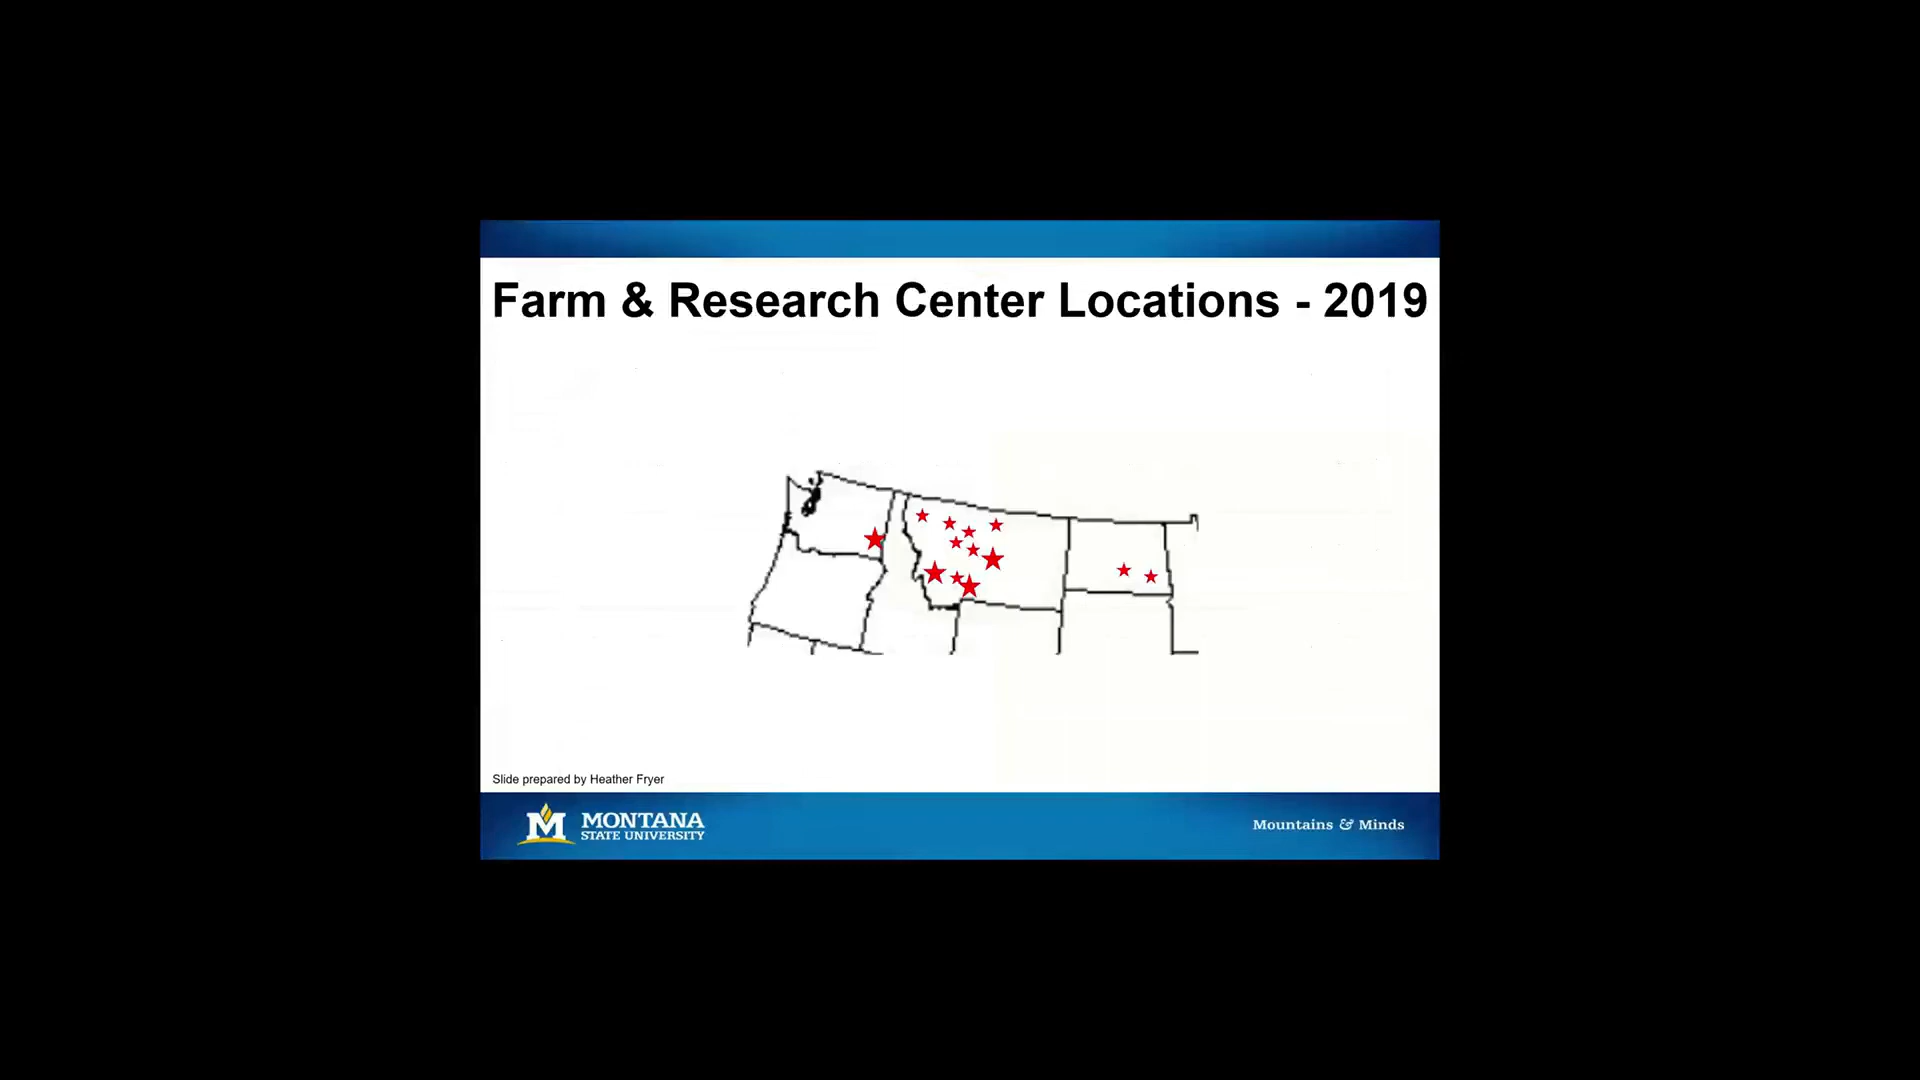 Farm & Research Center Locations - 2019
Slide prepared by Heather Fryer
M MONTANA
STATE UNIVERSITY
Mountains & Minds